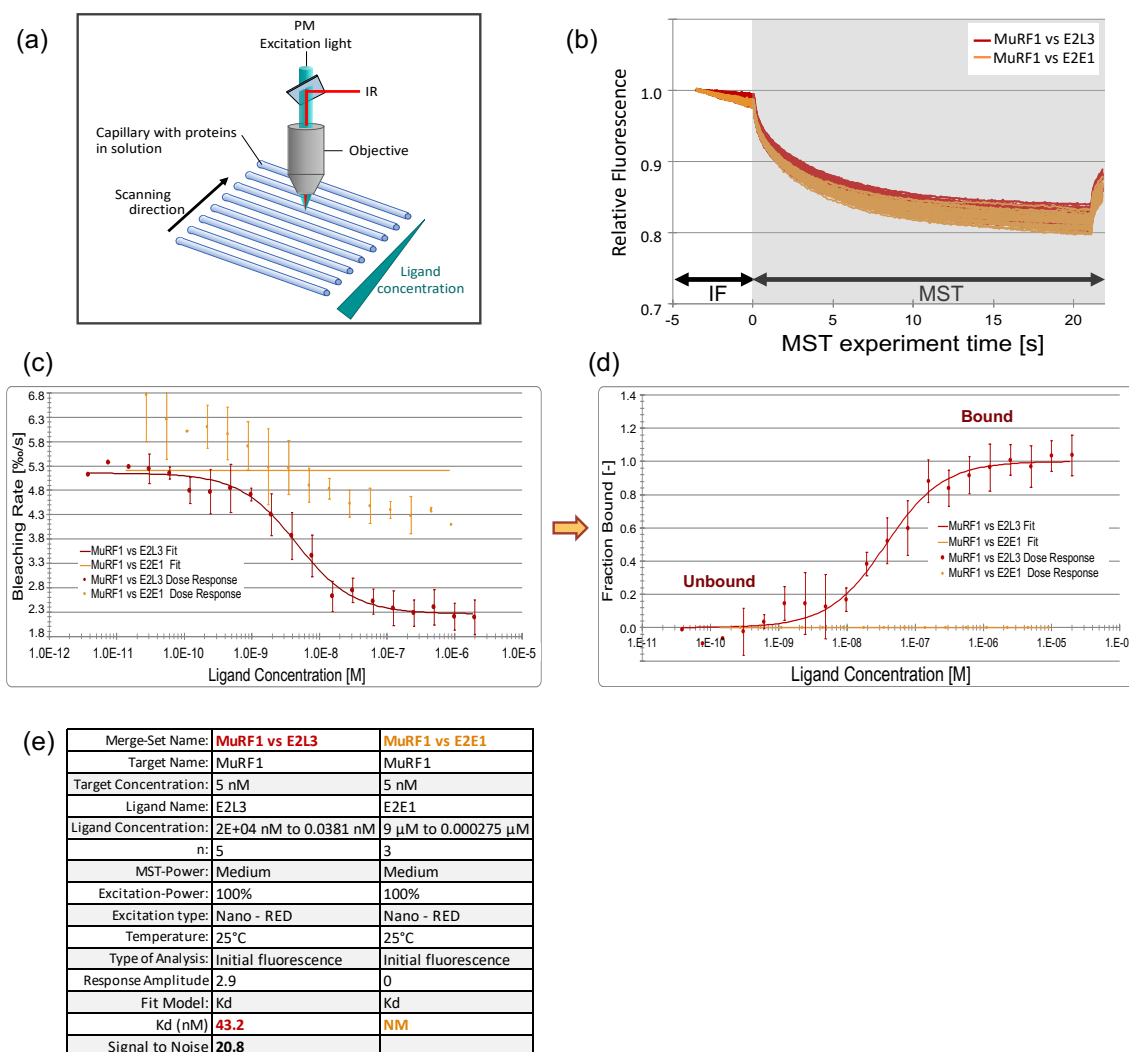 (a)
PM
Excitation light
IR
Capillary with proteins
in solution
Objective
Scanning
direction
Ligand
concentration
(b)
MuRF1 vs E2L3
MuRF1 vs E2E1
Relative Fluorescence
1.0
0.9
0.8
0.7
IF
MST
-5 0 5 10 15 20
MST experiment time [s]
(c)
Bleaching Rate [‰/s]
6.8
6.3
5.8
5.3
4.8
4.3
3.8
3.3
2.8
2.3
1.8
MuRF1 vs E2L3 Fit
MuRF1 vs E2E1 Fit
MuRF1 vs E2L3 Dose Response
MuRF1 vs E2E1 Dose Response
1.0E-12 1.0E-11 1.0E-10 1.0E-9 1.0E-8 1.0E-7 1.0E-6 1.0E-5
Ligand Concentration [M]
(d)
Fraction Bound [-]
1.4
1.2
1.0
0.8
0.6
0.4
0.2
0.0
Bound
Unbound
MuRF1 vs E2L3 Fit
MuRF1 vs E2E1 Fit
MuRF1 vs E2L3 Dose Response
MuRF1 vs E2E1 Dose Response
1.E-11 1.E-10 1.0E-9 1.0E-08 1.0E-07 1.0E-06 1.0E-05
Ligand Concentration [M]
(e)
Merge-Set Name: MuRF1 vs E2L3 MuRF1 vs E2E1
Target Name: MuRF1 MuRF1
Target Concentration: 5 nM 5 nM
Ligand Name: E2L3 E2E1
Ligand Concentration: 2E+04 nM to 0.0381 nM 9 µM to 0.000275 µM
n: 5 3
MST-Power: Medium Medium
Excitation-Power: 100% 100%
Excitation type: Nano - RED Nano - RED
Temperature: 25°C 25°C
Type of Analysis: Initial fluorescence Initial fluorescence
Response Amplitude 2.9 0
Fit Model: Kd Kd
Kd (nM) 43.2 NM
Signal to Noise 20.8